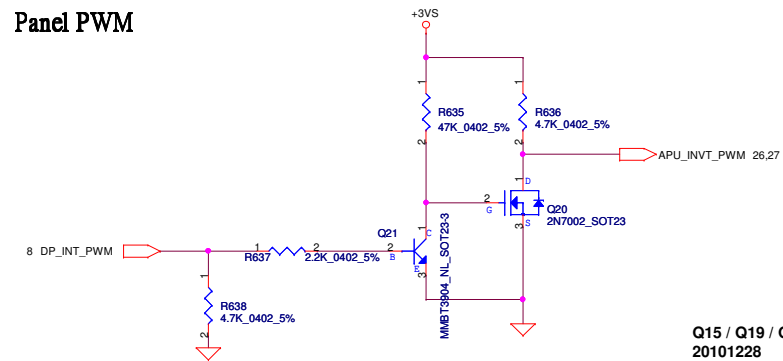 Panel PWM
+3VS
1
1
R635
47K_0402_5%
2
R636
4.7K_0402_5%
2
APU_INVT_PWM 26,27
1
D
2
G
Q20
2N7002_SOT23
S
3
Q21
1
C
2
B
E
3
MMBT3904_NL_SOT23-3
8 DP_INT_PWM
1
2
R637
2.2K_0402_5%
1
R638
4.7K_0402_5%
2
Q15 / Q19 /
20101228